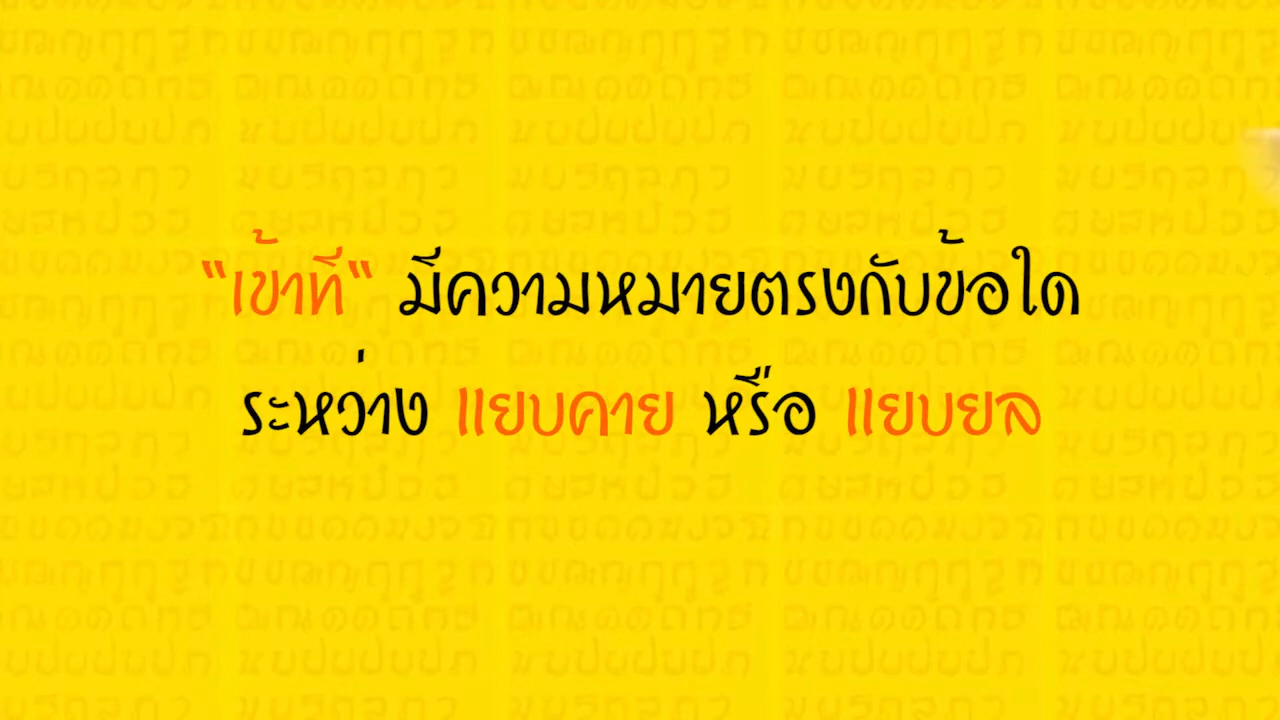 "เข้าที" มีความหมายตรงกับข้อใด
ระหว่าง แยบคาย หรือ แยบยล